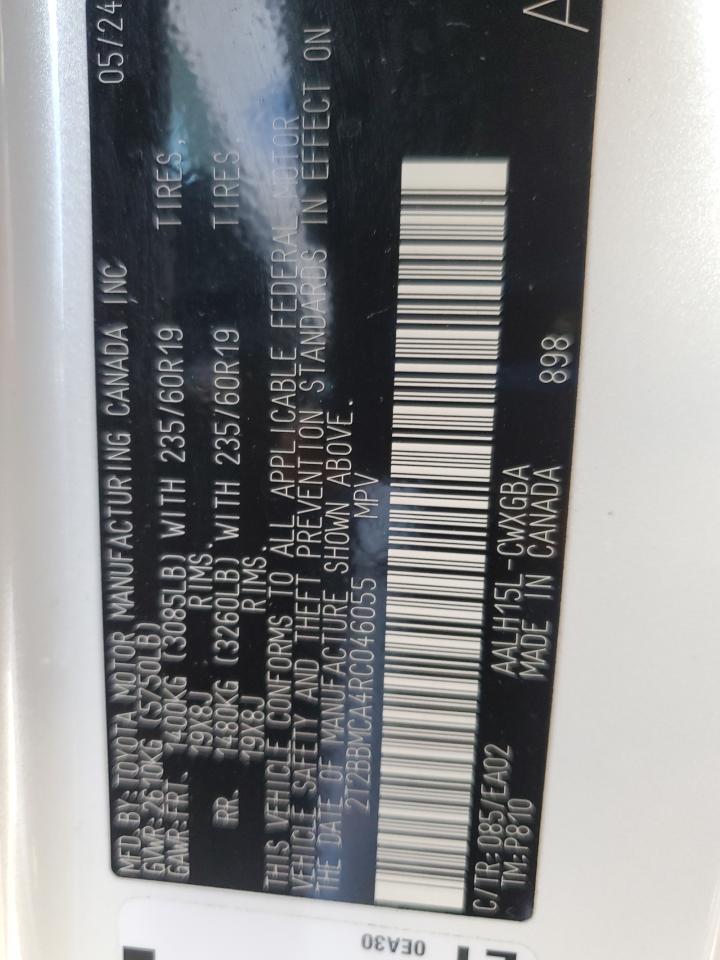 MFD.BY:TOYOTA MOTOR MANUFACTURING CANADA INC 05/24
GVWR:2610KG (5750LB)
GAWR:FRT. 1400KG (3085LB) WITH 235/60R19 TIRES,
19X8J RIMS.
RR. 1480KG (3260LB) WITH 235/60R19 TIRES,
19X8J RIMS.
THIS VEHICLE CONFORMS TO ALL APPLICABLE FEDERAL MOTOR
VEHICLE SAFETY AND THEFT PREVENTION STANDARDS IN EFFECT ON
THE DATE OF MANUFACTURE SHOWN ABOVE.
2T2BBMCA4RC046055 MPV
C/TR:085/EA02 AALH15L-CWXGBA 898
TM:P810 MADE IN CANADA
0EA30